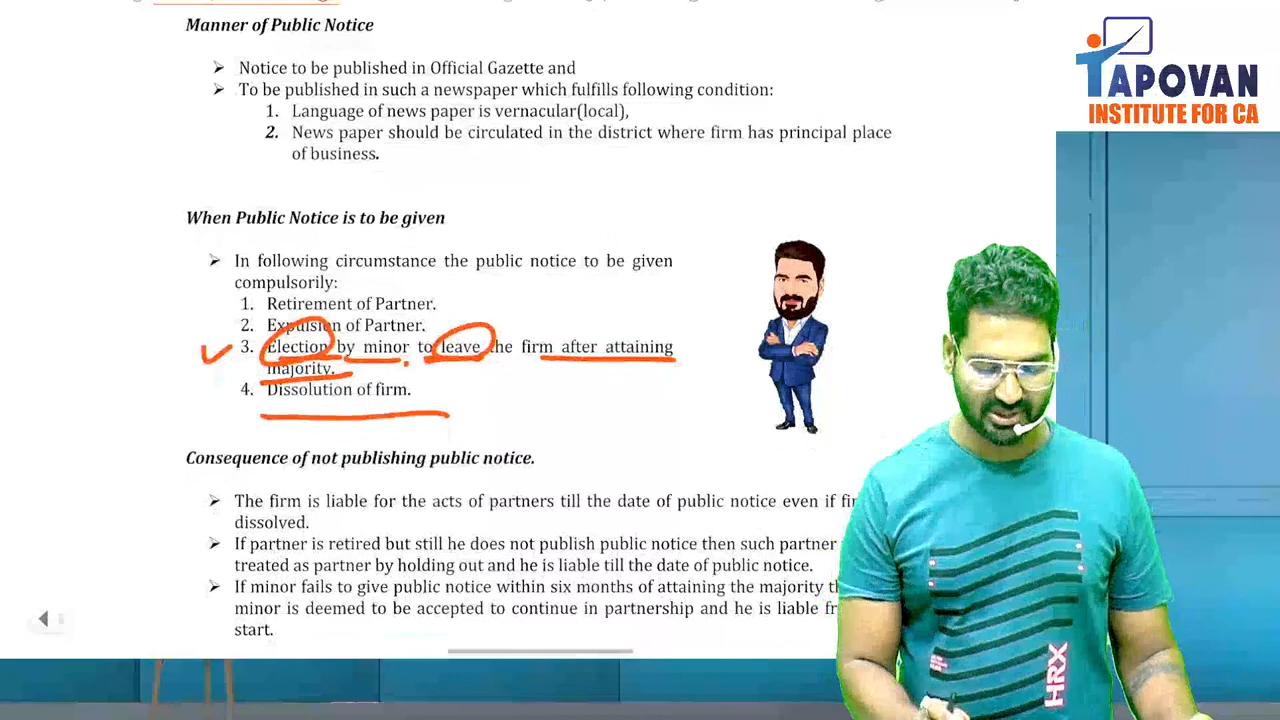 Manner of Public Notice
➢ Notice to be published in Official Gazette and
➢ To be published in such a newspaper which fulfills following condition:
1. Language of news paper is vernacular(local),
2. News paper should be circulated in the district where firm has principal place
of business.
When Public Notice is to be given
➢ In following circumstance the public notice to be given
compulsorily:
1. Retirement of Partner.
2. Expulsion of Partner.
3. Election by minor to leave the firm after attaining
majority.
4. Dissolution of firm.
Consequence of not publishing public notice.
➢ The firm is liable for the acts of partners till the date of public notice even if
dissolved.
➢ If partner is retired but still he does not publish public notice then such partner
treated as partner by holding out and he is liable till the date of public notice.
➢ If minor fails to give public notice within six months of attaining the majority
minor is deemed to be accepted to continue in partnership and he is liable
start.
TAPOVAN
INSTITUTE FOR CA
HRX